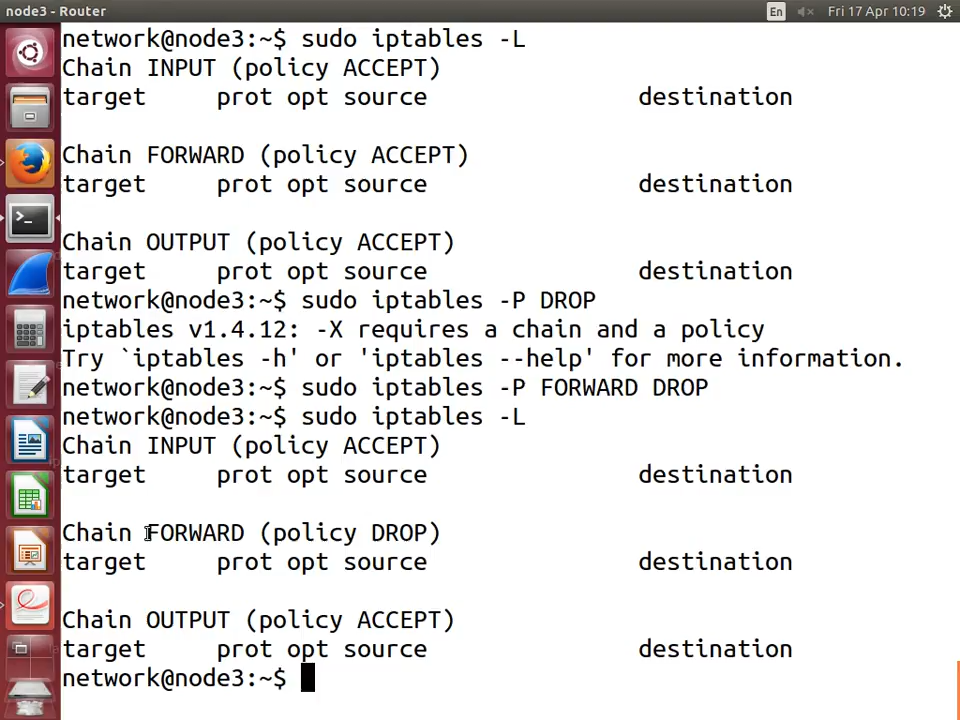 node3 - Router
En
Fri 17 Apr 10:19
network@node3:~$ sudo iptables -L
Chain INPUT (policy ACCEPT)
target     prot opt source               destination
Chain FORWARD (policy ACCEPT)
target     prot opt source               destination
Chain OUTPUT (policy ACCEPT)
target     prot opt source               destination
network@node3:~$ sudo iptables -P DROP
iptables v1.4.12: -X requires a chain and a policy
Try `iptables -h' or 'iptables --help' for more information.
network@node3:~$ sudo iptables -P FORWARD DROP
network@node3:~$ sudo iptables -L
Chain INPUT (policy ACCEPT)
target     prot opt source               destination
Chain FORWARD (policy DROP)
target     prot opt source               destination
Chain OUTPUT (policy ACCEPT)
target     prot opt source               destination
network@node3:~$